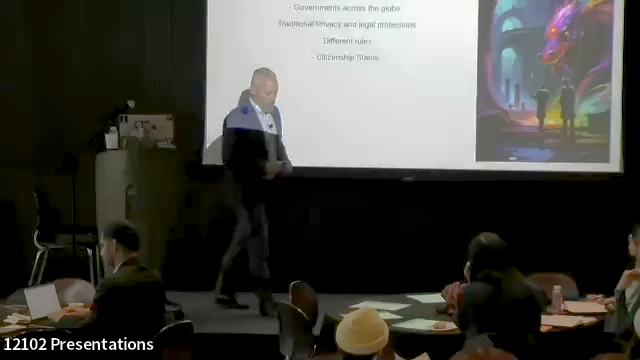 - Governments across the globe
Traditional Privacy and legal protections
Different rules
- Citizenship Status
12102 Presentations